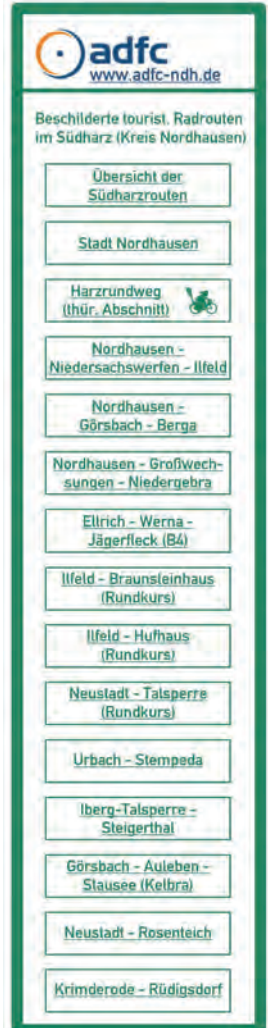 adfc
www.adfc-ndh.de
Beschilderte tourist. Radrouten
im Südharz (Kreis Nordhausen)
Übersicht der
Südharzrouten
Stadt Nordhausen
Harzrundweg
(thür. Abschnitt)
Nordhausen -
Niedersachswerfen - Ilfeld
Nordhausen -
Görsbach - Berga
Nordhausen - Großwech-
sungen - Niedergebra
Ellrich - Werna -
Jägerfleck (B4)
Ilfeld - Braunsleinhaus
(Rundkurs)
Ilfeld - Hufhaus
(Rundkurs)
Neustadt - Talsperre
(Rundkurs)
Urbach - Stempeda
Iberg-Talsperre -
Steigerthal
Görsbach - Auleben -
Stausee (Kelbra)
Neustadt - Rosenteich
Krimderode - Rüdigsdorf